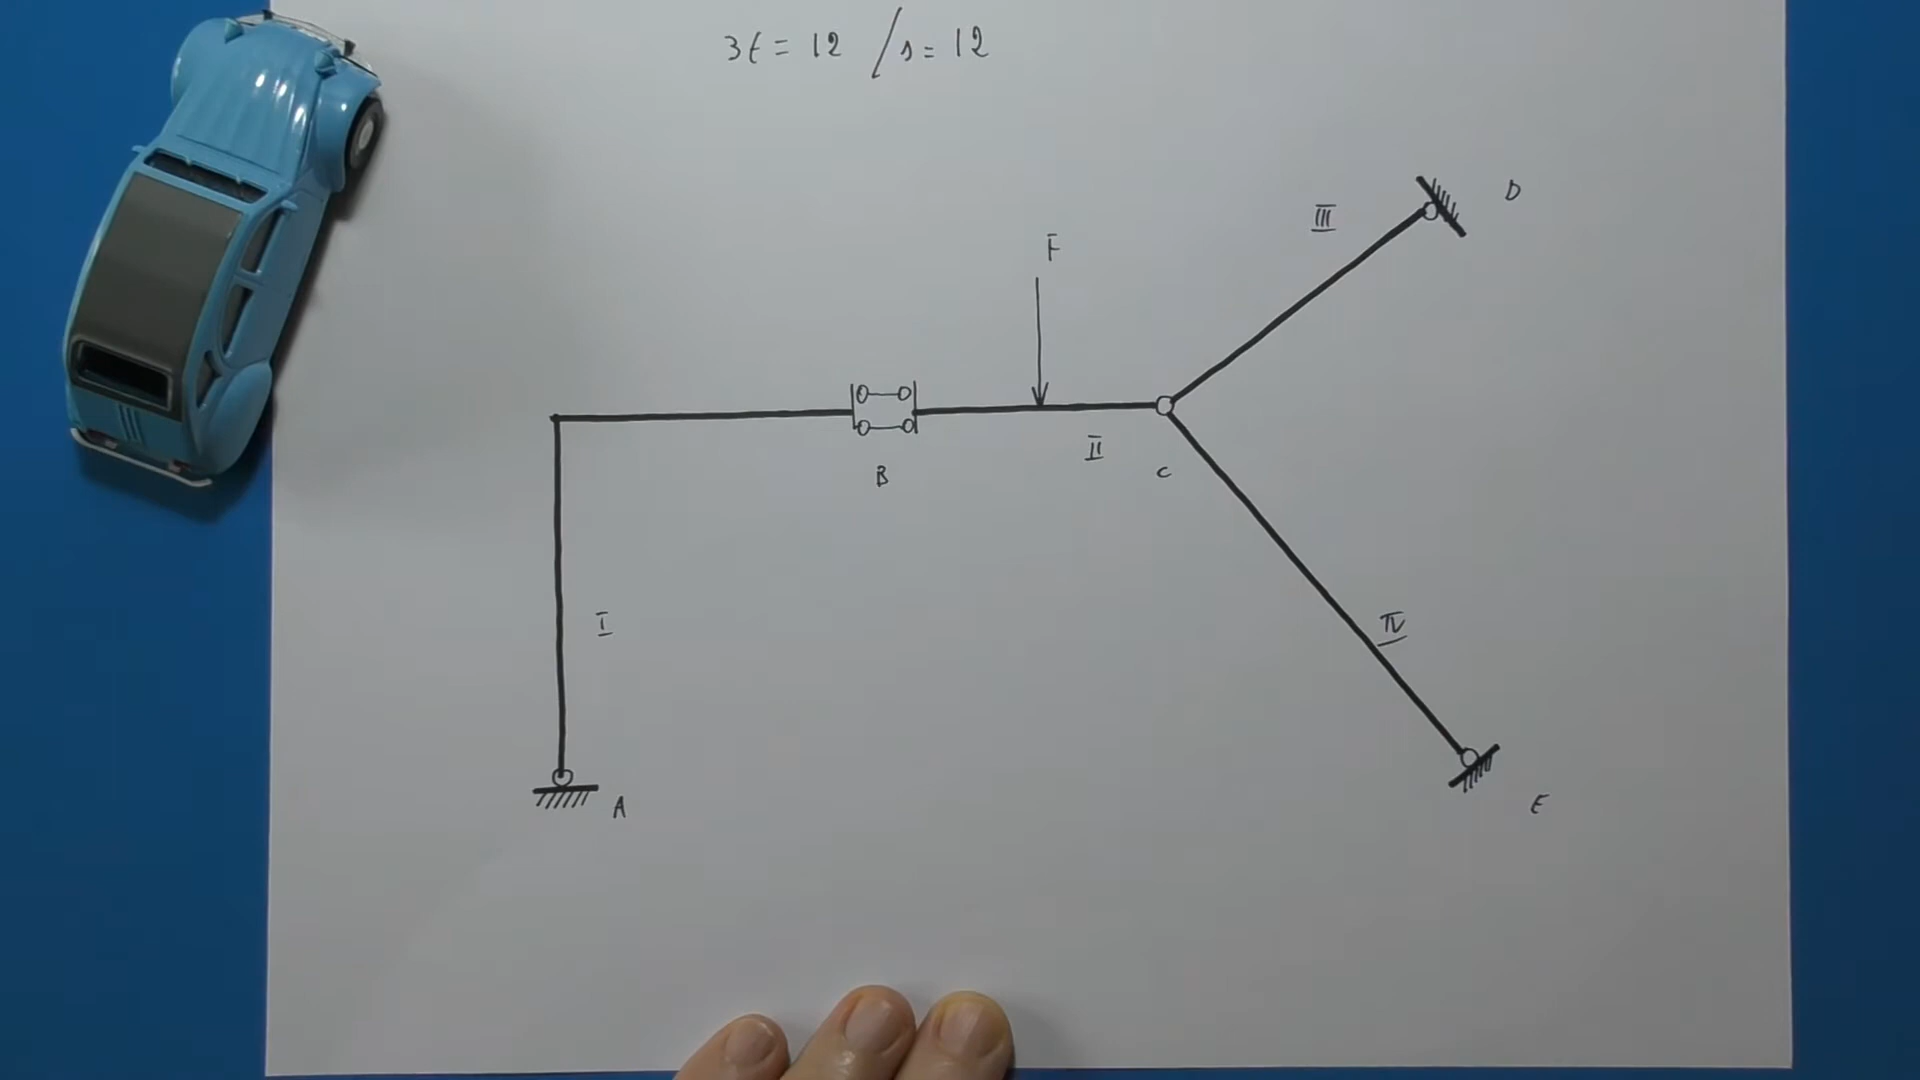 3t = 12 / s = 12
D
III
F
B
II
C
I
IV
A
E